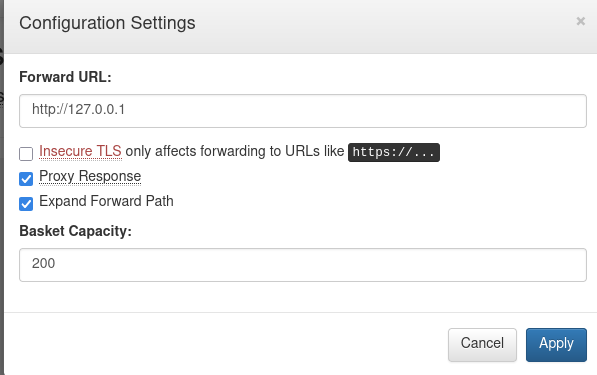 Configuration Settings ×
Forward URL:
http://127.0.0.1
Insecure TLS only affects forwarding to URLs like https://...
Proxy Response
Expand Forward Path
Basket Capacity:
200
Cancel Apply